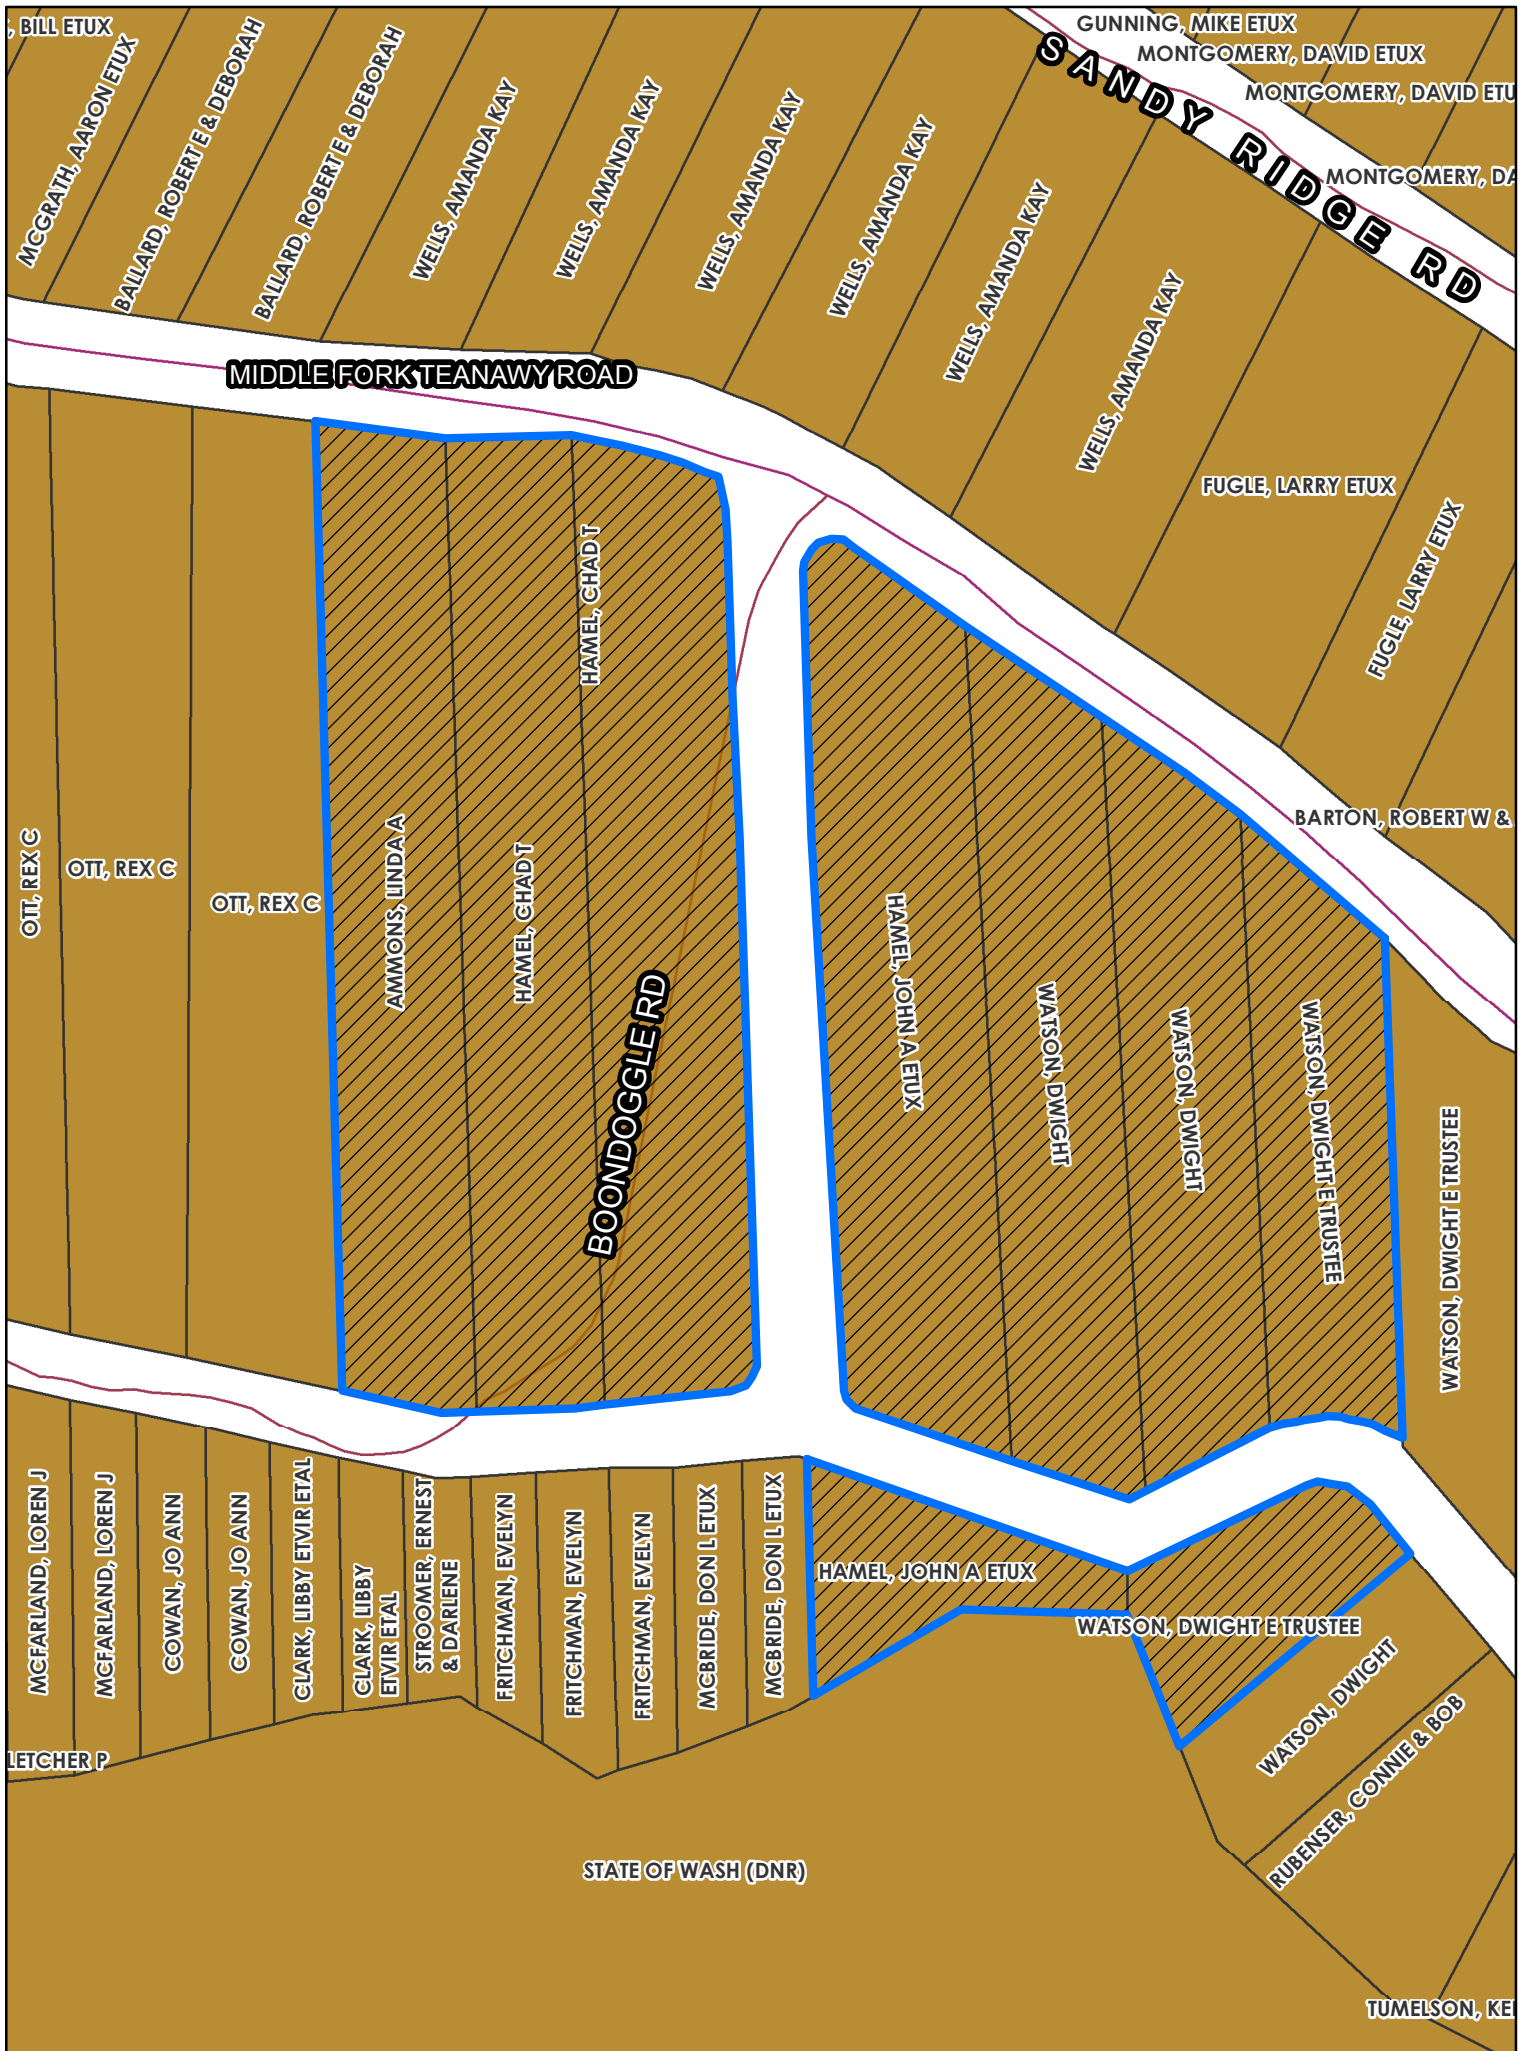 , BILL ETUX
MCGRATH, AARON ETUX
BALLARD, ROBERT E & DEBORAH
BALLARD, ROBERT E & DEBORAH
WELLS, AMANDA KAY
WELLS, AMANDA KAY
WELLS, AMANDA KAY
WELLS, AMANDA KAY
WELLS, AMANDA KAY
WELLS, AMANDA KAY
GUNNING, MIKE ETUX
MONTGOMERY, DAVID ETUX
MONTGOMERY, DAVID ETU
MONTGOMERY, DA
SANDY RIDGE RD
MIDDLE FORK TEANAWY ROAD
FUGLE, LARRY ETUX
FUGLE, LARRY ETUX
BARTON, ROBERT W &
OTT, REX C
OTT, REX C
OTT, REX C
AMMONS, LINDA A
HAMEL, CHAD T
HAMEL, CHAD T
BOONDOGGLE RD
HAMEL, JOHN A ETUX
WATSON, DWIGHT
WATSON, DWIGHT
WATSON, DWIGHT E TRUSTEE
WATSON, DWIGHT E TRUSTEE
MCFARLAND, LOREN J
MCFARLAND, LOREN J
COWAN, JO ANN
COWAN, JO ANN
CLARK, LIBBY ETVIR ETAL
CLARK, LIBBY
ETVIR ETAL
STROOMER, ERNEST
& DARLENE
FRITCHMAN, EVELYN
FRITCHMAN, EVELYN
FRITCHMAN, EVELYN
MCBRIDE, DON L ETUX
MCBRIDE, DON L ETUX
HAMEL, JOHN A ETUX
WATSON, DWIGHT E TRUSTEE
WATSON, DWIGHT
RUBENSER, CONNIE & BOB
LETCHER P
STATE OF WASH (DNR)
TUMELSON, KE